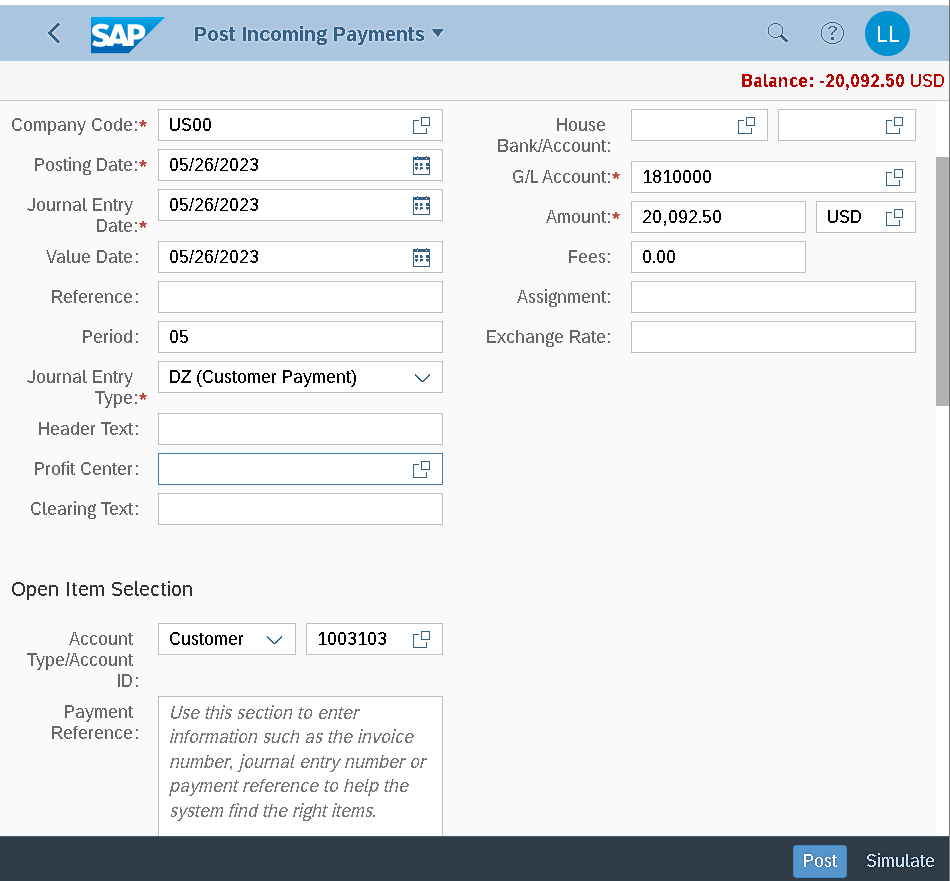 SAP Post Incoming Payments
? LL
Balance: -20,092.50 USD
Company Code:* US00
Posting Date:* 05/26/2023
Journal Entry
Date:* 05/26/2023
Value Date: 05/26/2023
Reference:
Period: 05
Journal Entry
Type:* DZ (Customer Payment)
Header Text:
Profit Center:
Clearing Text:
House
Bank/Account:
G/L Account:* 1810000
Amount:* 20,092.50 USD
Fees: 0.00
Assignment:
Exchange Rate:
Open Item Selection
Account
Type/Account
ID: Customer 1003103
Payment
Reference:
Use this section to enter
information such as the invoice
number, journal entry number or
payment reference to help the
system find the right items.
Post Simulate